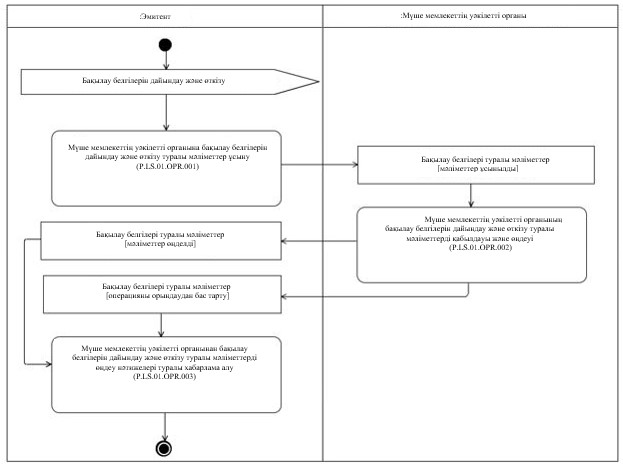 :Эмитент
:Мүше мемлекеттің уәкілетті органы
Бақылау белгілерін дайындау және өткізу
Мүше мемлекеттің уәкілетті органына бақылау белгілерін
дайындау және өткізу туралы мәліметтер ұсыну
(P.LS.01.OPR.001)
Бақылау белгілері туралы мәліметтер
[мәліметтер ұсынылды]
Мүше мемлекеттің уәкілетті органының
бақылау белгілерін дайындау және өткізу туралы
мәліметтерді қабылдауы және өңдеуі
(P.LS.01.OPR.002)
Бақылау белгілері туралы мәліметтер
[мәліметтер өңделді]
Бақылау белгілері туралы мәліметтер
[операцияны орындаудан бас тарту]
Мүше мемлекеттің уәкілетті органынан бақылау
белгілерін дайындау және өткізу туралы мәліметтерді
өңдеу нәтижелері туралы хабарлама алу
(P.LS.01.OPR.003)